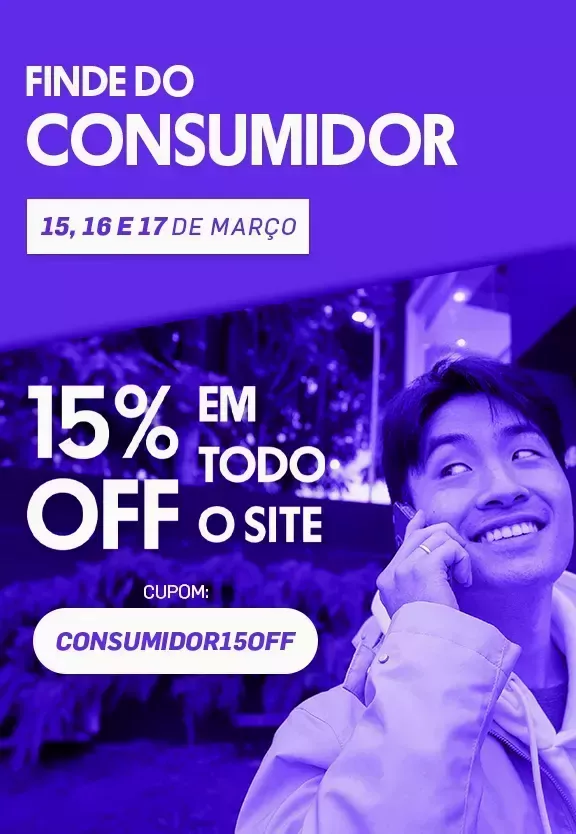 FINDE DO
CONSUMIDOR
15, 16 E 17 DE MARÇO
15% OFF
EM TODO O SITE
CUPOM:
CONSUMIDOR15OFF